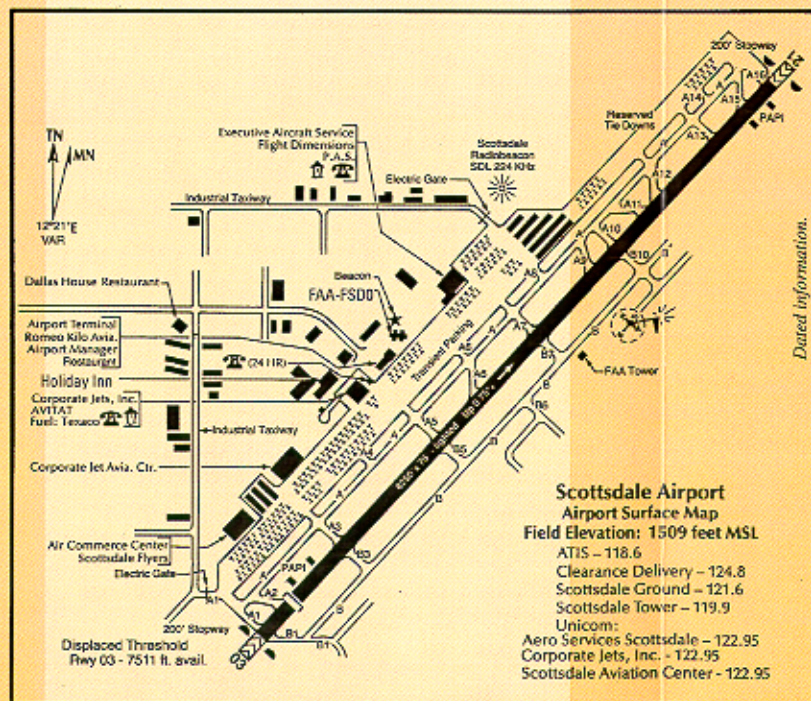 200' Stopway
21
A16
A15
PAPI
A14
A
A13
Reserved
Tie Downs
Dated information.
TN
MN
12°21'E
VAR
Executive Aircraft Service
Flight Dimensions
P.A.S.
Scottsdale
Radiobeacon
SDL 224 KHz
Electric Gate
Industrial Taxiway
A12
A11
A10
A9
B10
B
A8
Dallas House Restaurant
Beacon
FAA-FSDO
Airport Terminal
Romeo Kilo Avia.
Airport Manager
Restaurant
(24 HR)
Transient Parking
A7
B7
FAA Tower
Holiday Inn
Corporate Jets, Inc.
AVITAT
Fuel: Texaco
A6
A5
B6
B5
Industrial Taxiway
Corporate Jet Avia. Ctr.
A4
Air Commerce Center
Scottsdale Flyers
Electric Gate
A3
B3
PAPI
A2
A1
A1
B1
B1
200' Stopway
03
Displaced Threshold
Rwy 03 - 7511 ft. avail.
Scottsdale Airport
Airport Surface Map
Field Elevation: 1509 feet MSL
ATIS – 118.6
Clearance Delivery – 124.8
Scottsdale Ground – 121.6
Scottsdale Tower – 119.9
Unicom:
Aero Services Scottsdale – 122.95
Corporate Jets, Inc. - 122.95
Scottsdale Aviation Center - 122.95